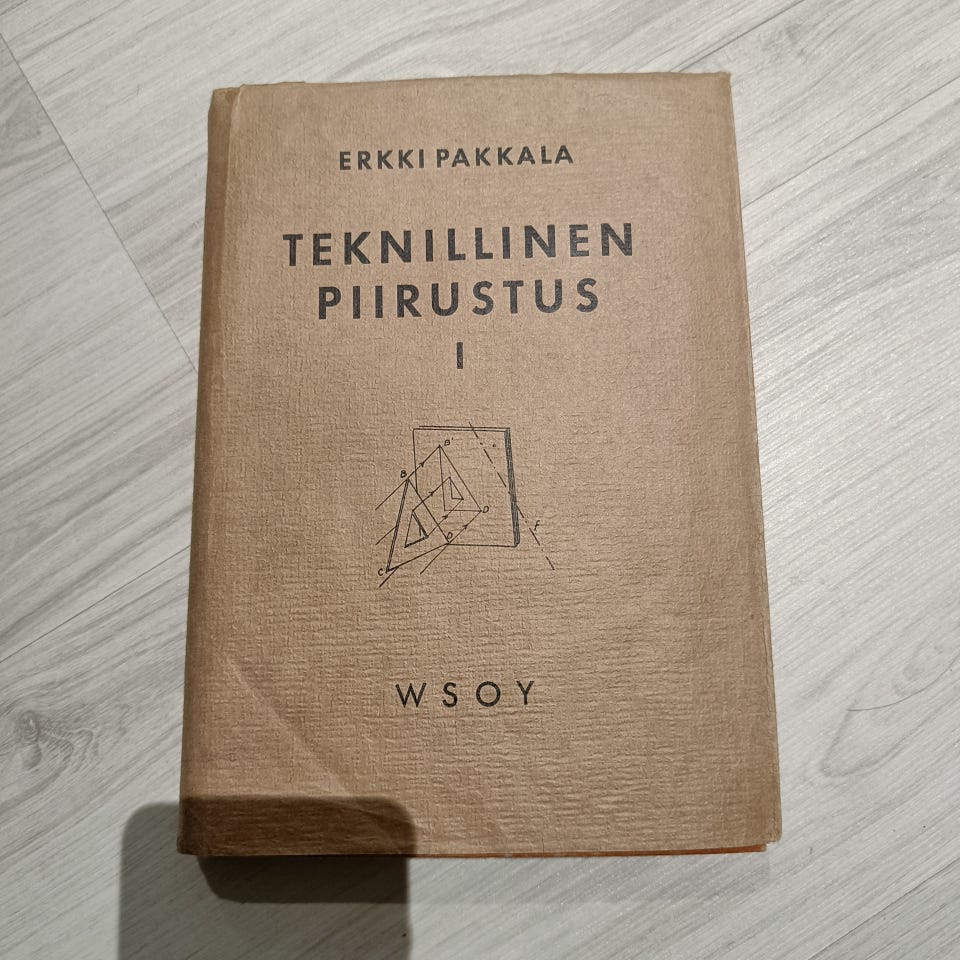 ERKKI PAKKALA
TEKNILLINEN
PIIRUSTUS
I
B'
B
D'
D
C
f
WSOY